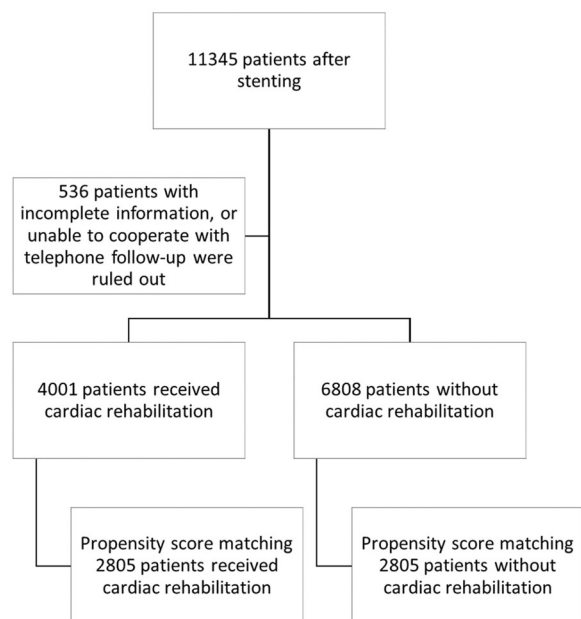 11345 patients after
stenting
536 patients with
incomplete information, or
unable to cooperate with
telephone follow-up were
ruled out
4001 patients received
cardiac rehabilitation
6808 patients without
cardiac rehabilitation
Propensity score matching
2805 patients received
cardiac rehabilitation
Propensity score matching
2805 patients without
cardiac rehabilitation